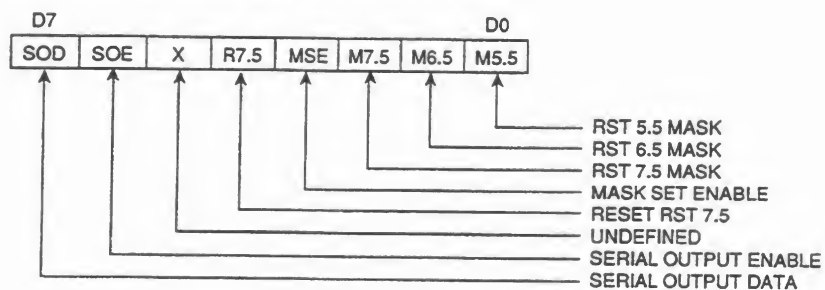 D7 D0
SOD SOE X R7.5 MSE M7.5 M6.5 M5.5
RST 5.5 MASK
RST 6.5 MASK
RST 7.5 MASK
MASK SET ENABLE
RESET RST 7.5
UNDEFINED
SERIAL OUTPUT ENABLE
SERIAL OUTPUT DATA